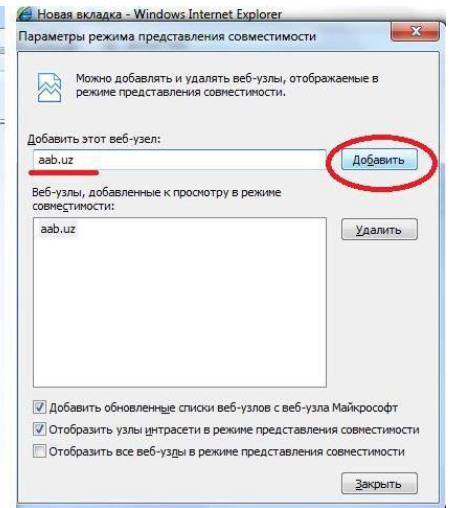 Новая вкладка - Windows Internet Explorer
Параметры режима представления совместимости
Можно добавлять и удалять веб-узлы, отображаемые в
режиме представления совместимости.
Добавить этот веб-узел:
aab.uz
Добавить
Веб-узлы, добавленные к просмотру в режиме
совместимости:
aab.uz
Удалить
Добавить обновленные списки веб-узлов с веб-узла Майкрософт
Отобразить узлы интрасети в режиме представления совместимости
Отобразить все веб-узлы в режиме представления совместимости
Закрыть